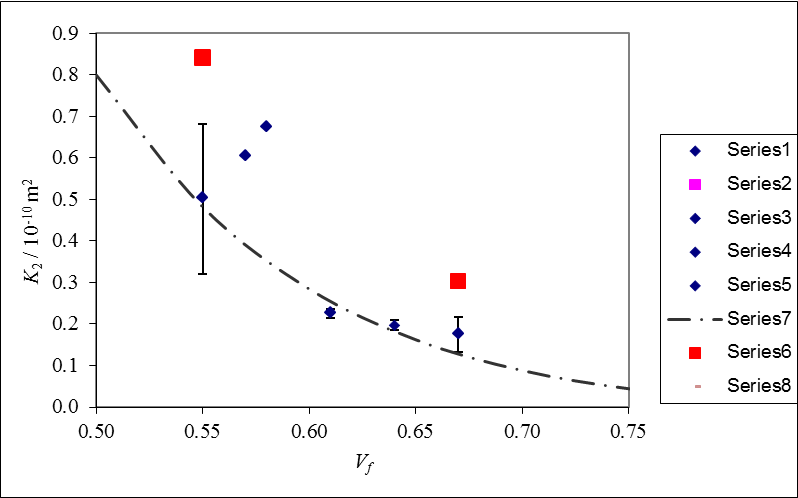 0.9
0.8
0.7
0.6
0.5
0.4
0.3
0.2
0.1
0.0
K₂ / 10⁻¹⁰ m²
0.50 0.55 0.60 0.65 0.70 0.75
V_f
Series1
Series2
Series3
Series4
Series5
Series7
Series6
Series8